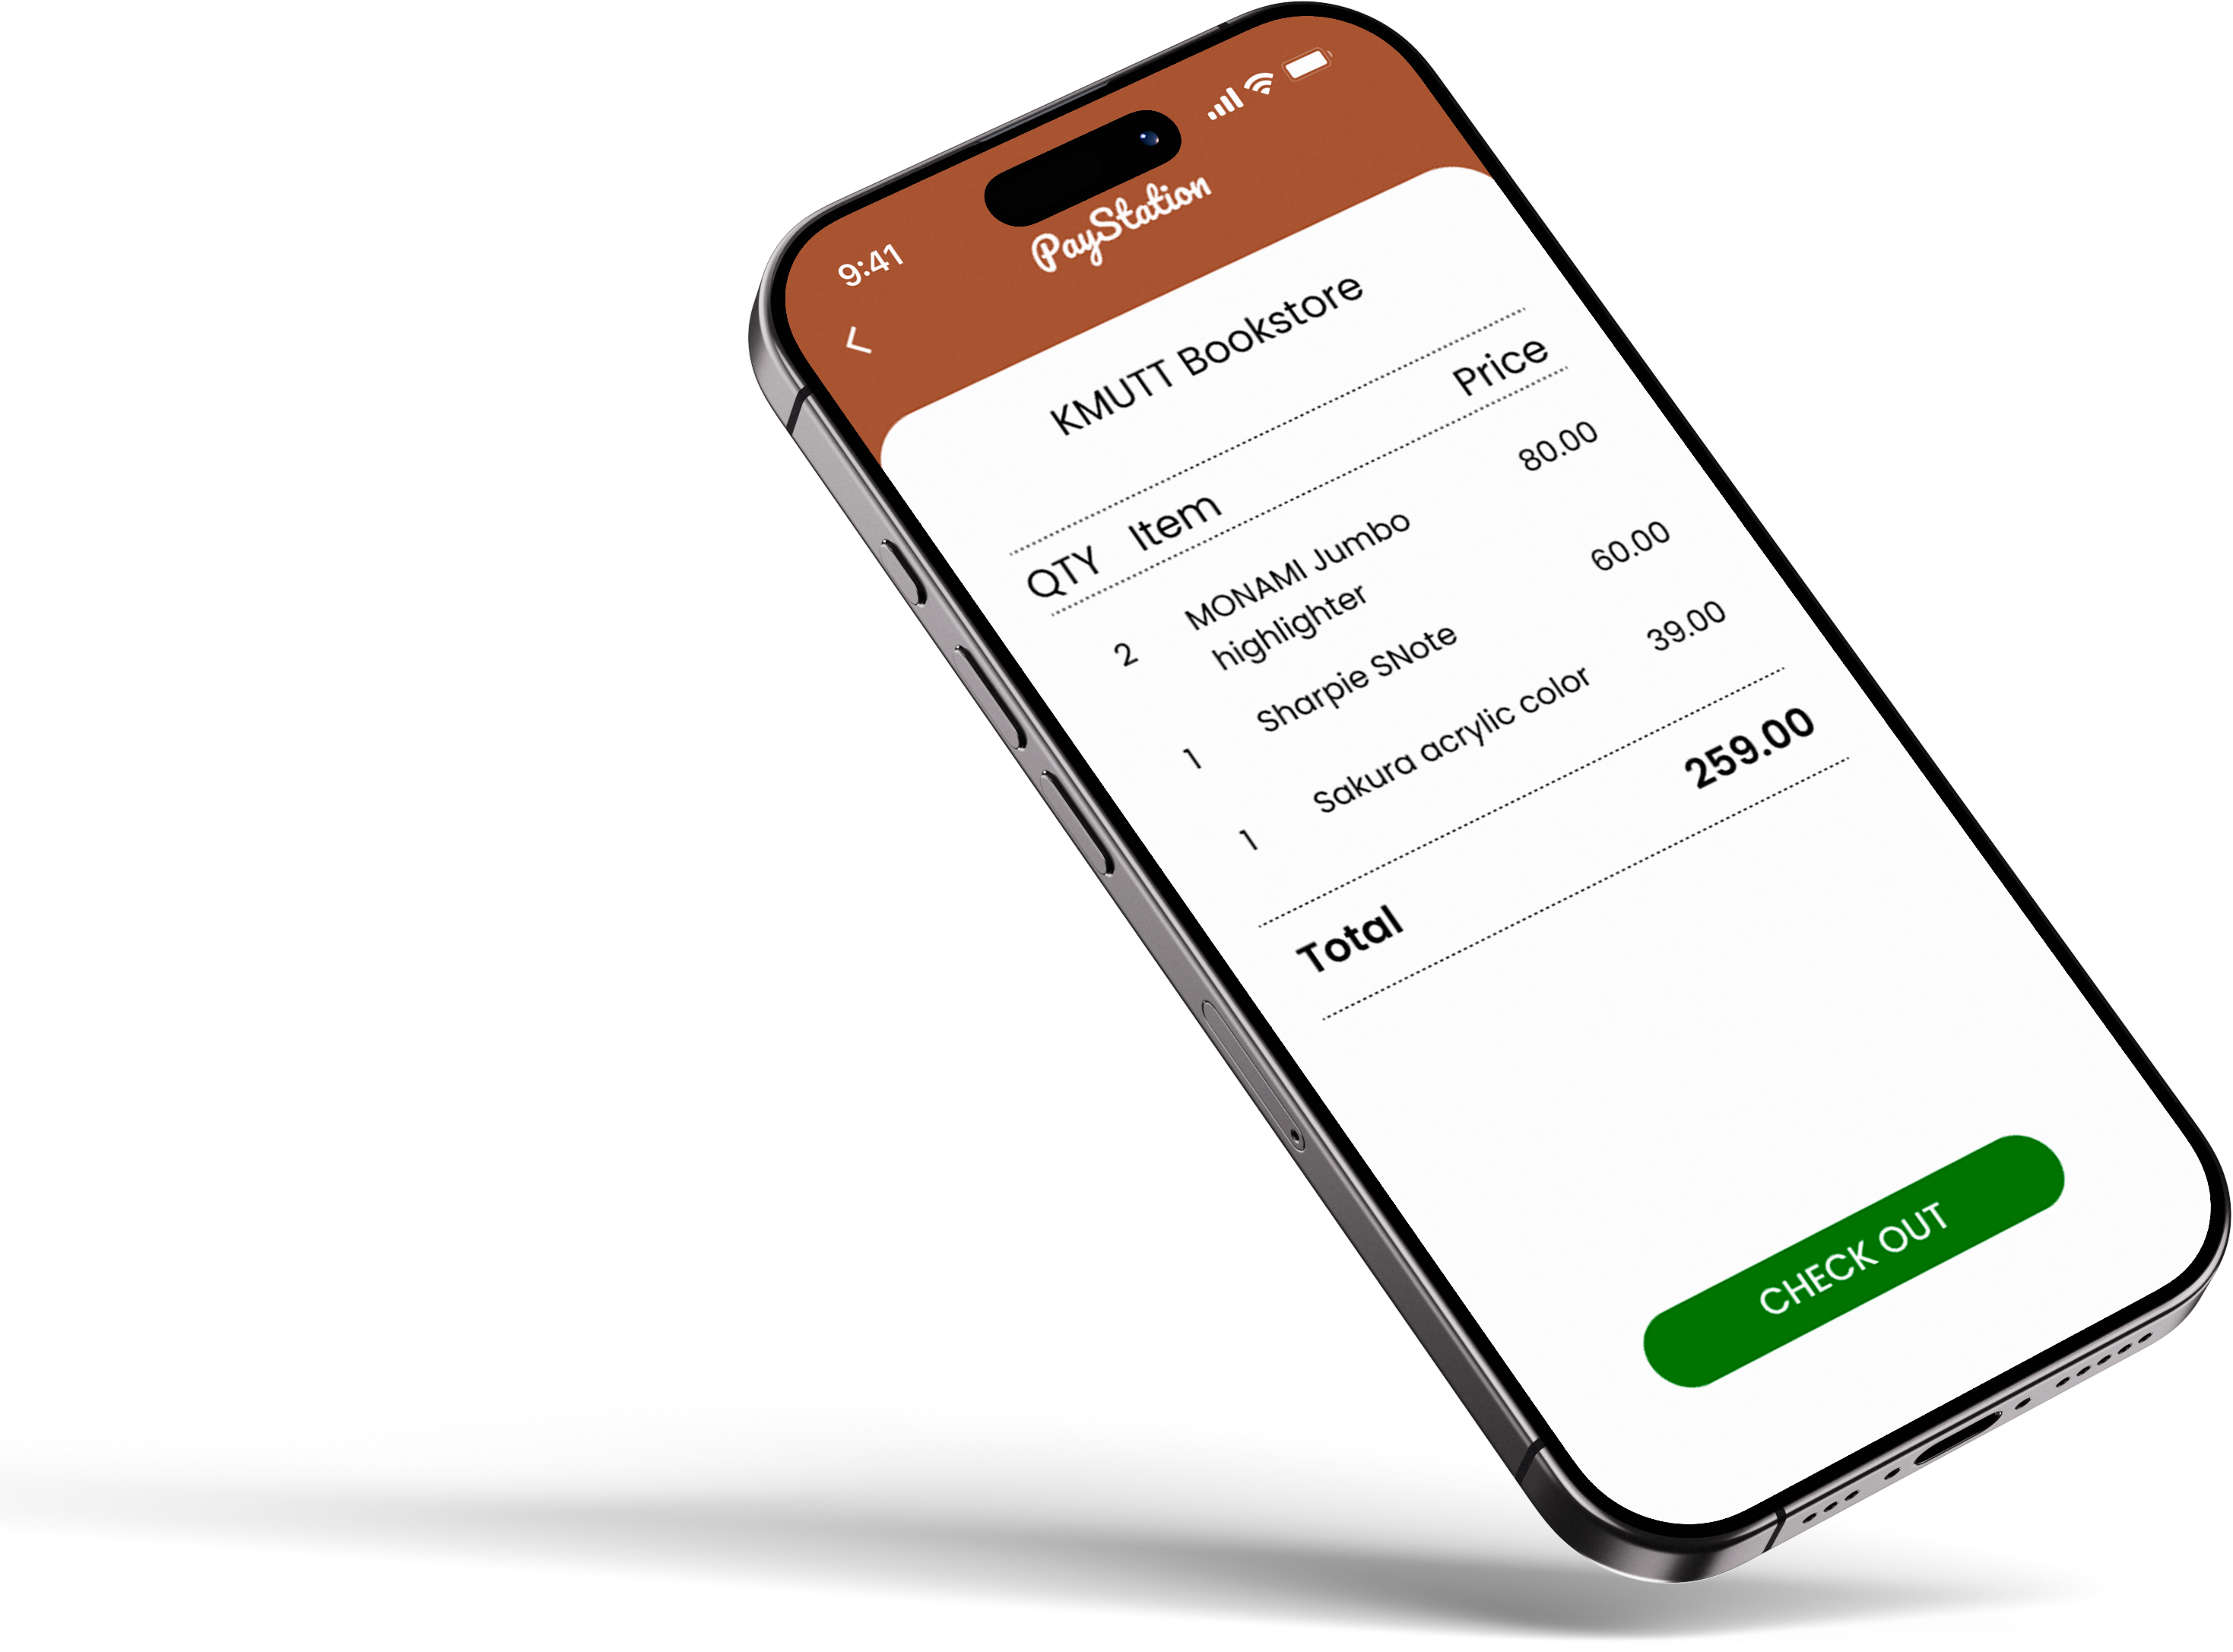 9:41
PayStation
KMUTT Bookstore
QTY Item Price
2 MONAMI Jumbo 80.00
highlighter
1 Sharpie SNote 60.00
1 Sakura acrylic color 39.00
Total 259.00
CHECK OUT